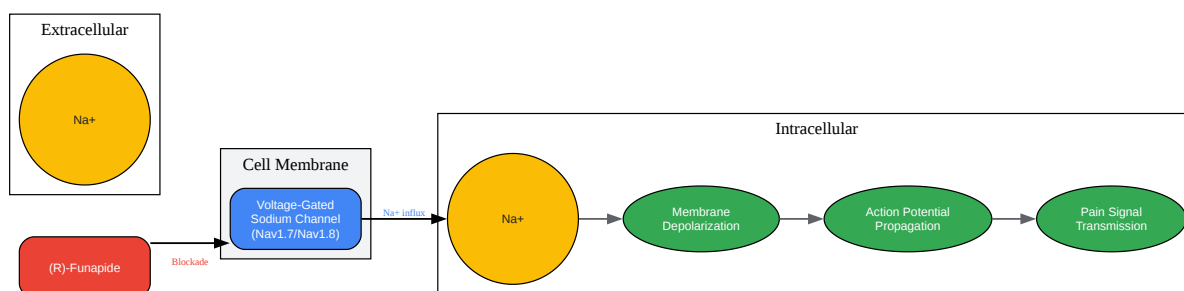 Extracellular
Na+
(R)-Funapide
Blockade
Cell Membrane
Voltage-Gated
Sodium Channel
(Nav1.7/Nav1.8)
Na+ influx
Intracellular
Na+
Membrane
Depolarization
Action Potential
Propagation
Pain Signal
Transmission